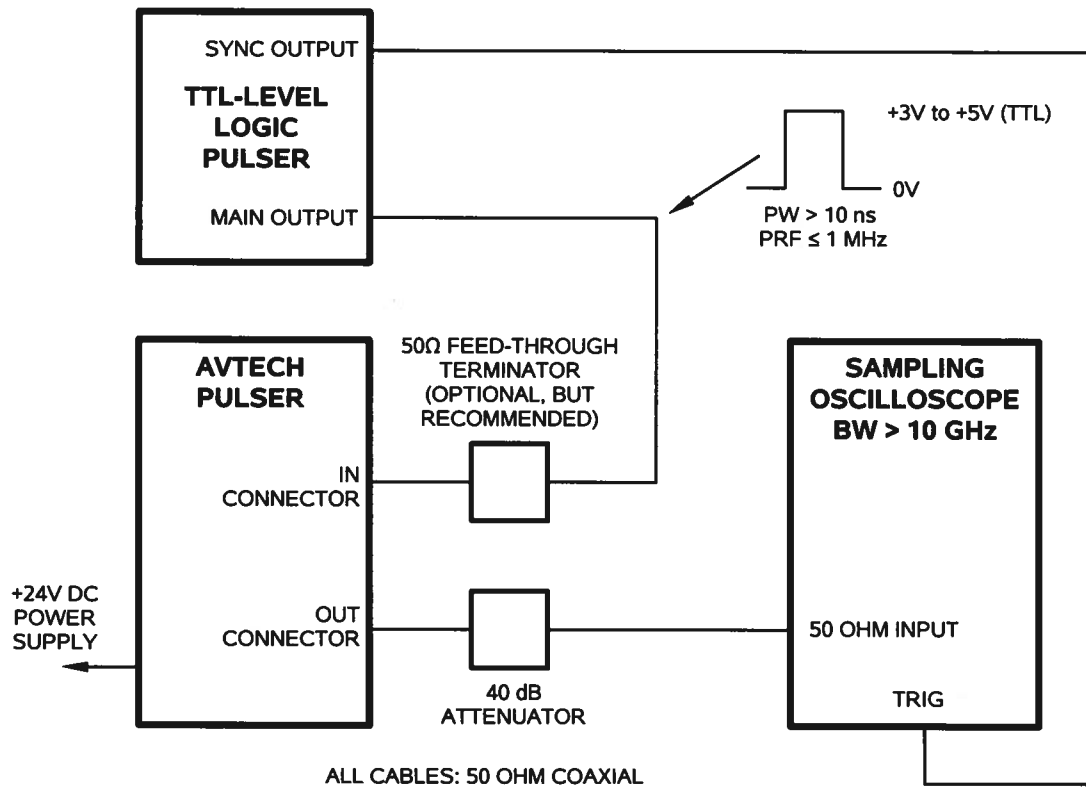 SYNC OUTPUT
TTL-LEVEL
LOGIC
PULSER
MAIN OUTPUT
+3V to +5V (TTL)
0V
PW > 10 ns
PRF ≤ 1 MHz
AVTECH
PULSER
IN
CONNECTOR
OUT
CONNECTOR
+24V DC
POWER
SUPPLY
50Ω FEED-THROUGH
TERMINATOR
(OPTIONAL, BUT
RECOMMENDED)
40 dB
ATTENUATOR
SAMPLING
OSCILLOSCOPE
BW > 10 GHz
50 OHM INPUT
TRIG
ALL CABLES: 50 OHM COAXIAL